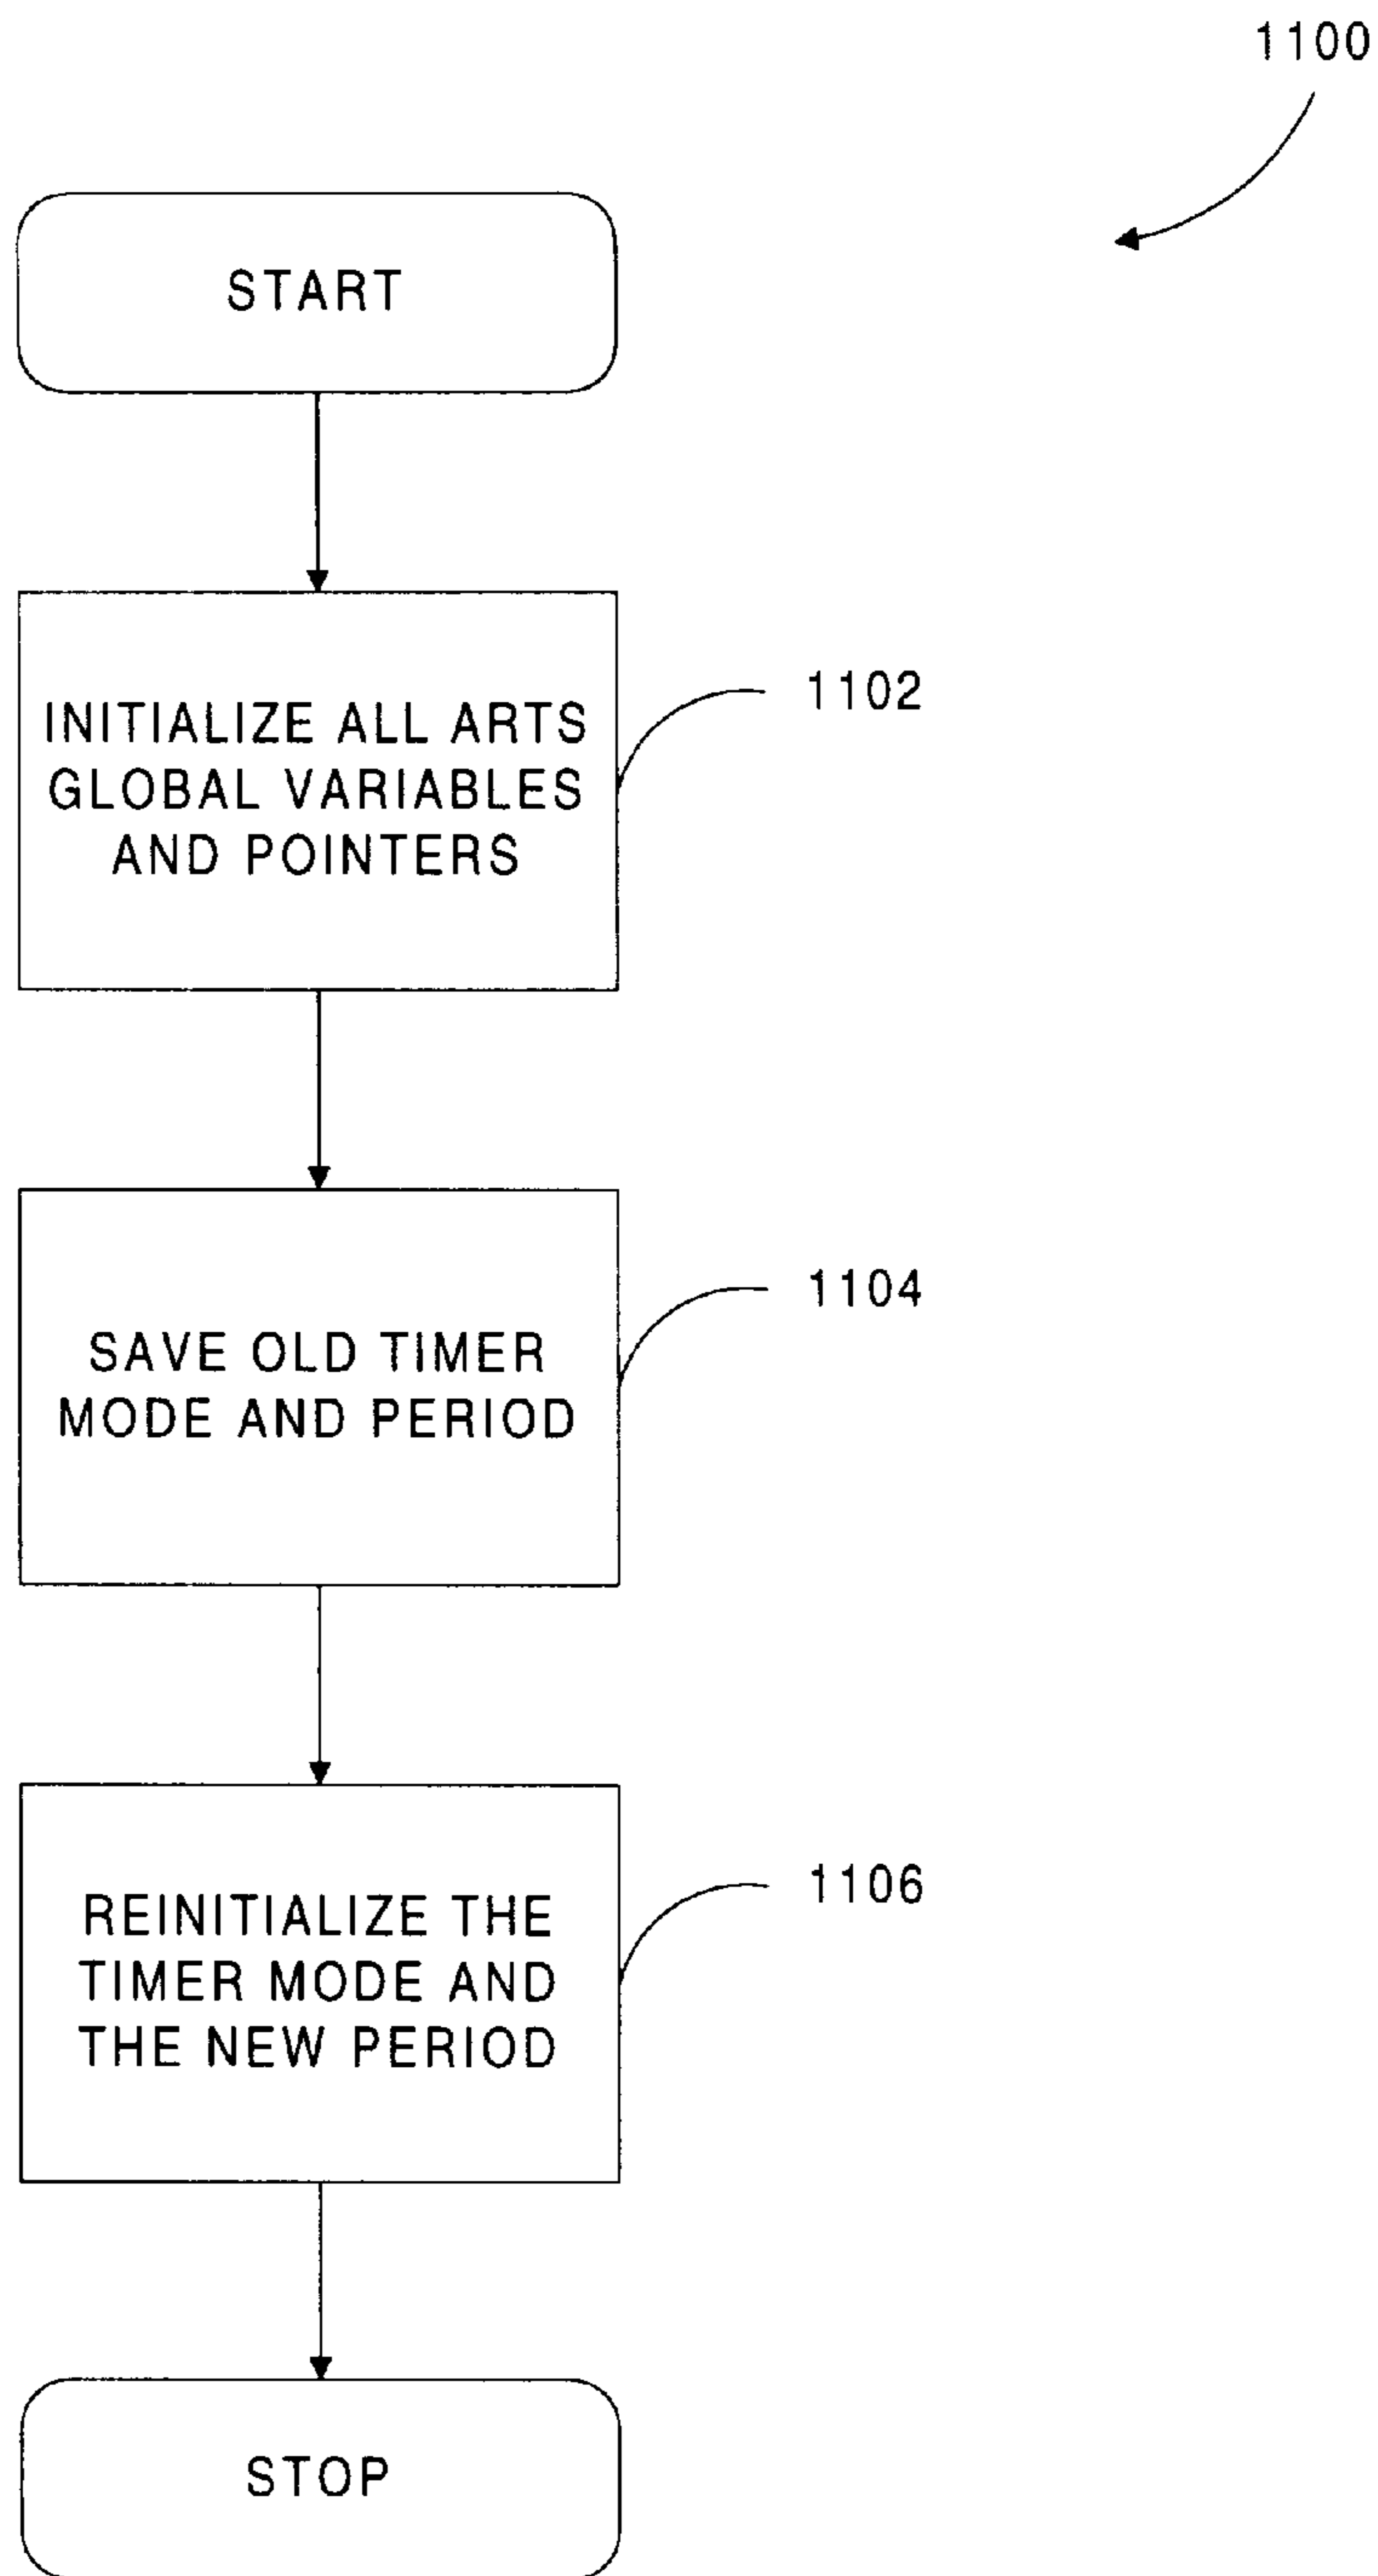 1100
START
INITIALIZE ALL ARTS
GLOBAL VARIABLES
AND POINTERS
1102
SAVE OLD TIMER
MODE AND PERIOD
1104
REINITIALIZE THE
TIMER MODE AND
THE NEW PERIOD
1106
STOP